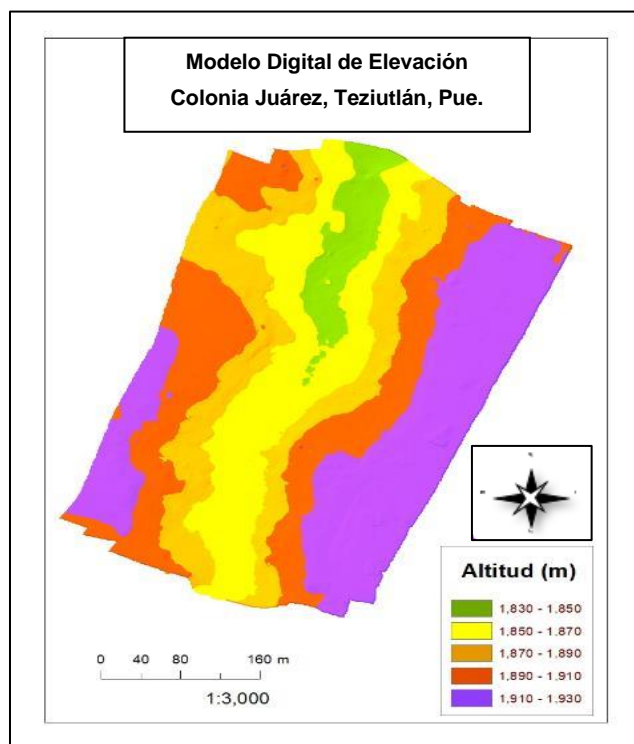 Modelo Digital de Elevación
Colonia Juárez, Teziutlán, Pue.
Altitud (m)
1,830 - 1,850
1,850 - 1,870
1,870 - 1,890
1,890 - 1,910
1,910 - 1,930
0 40 80 160 m
1:3,000